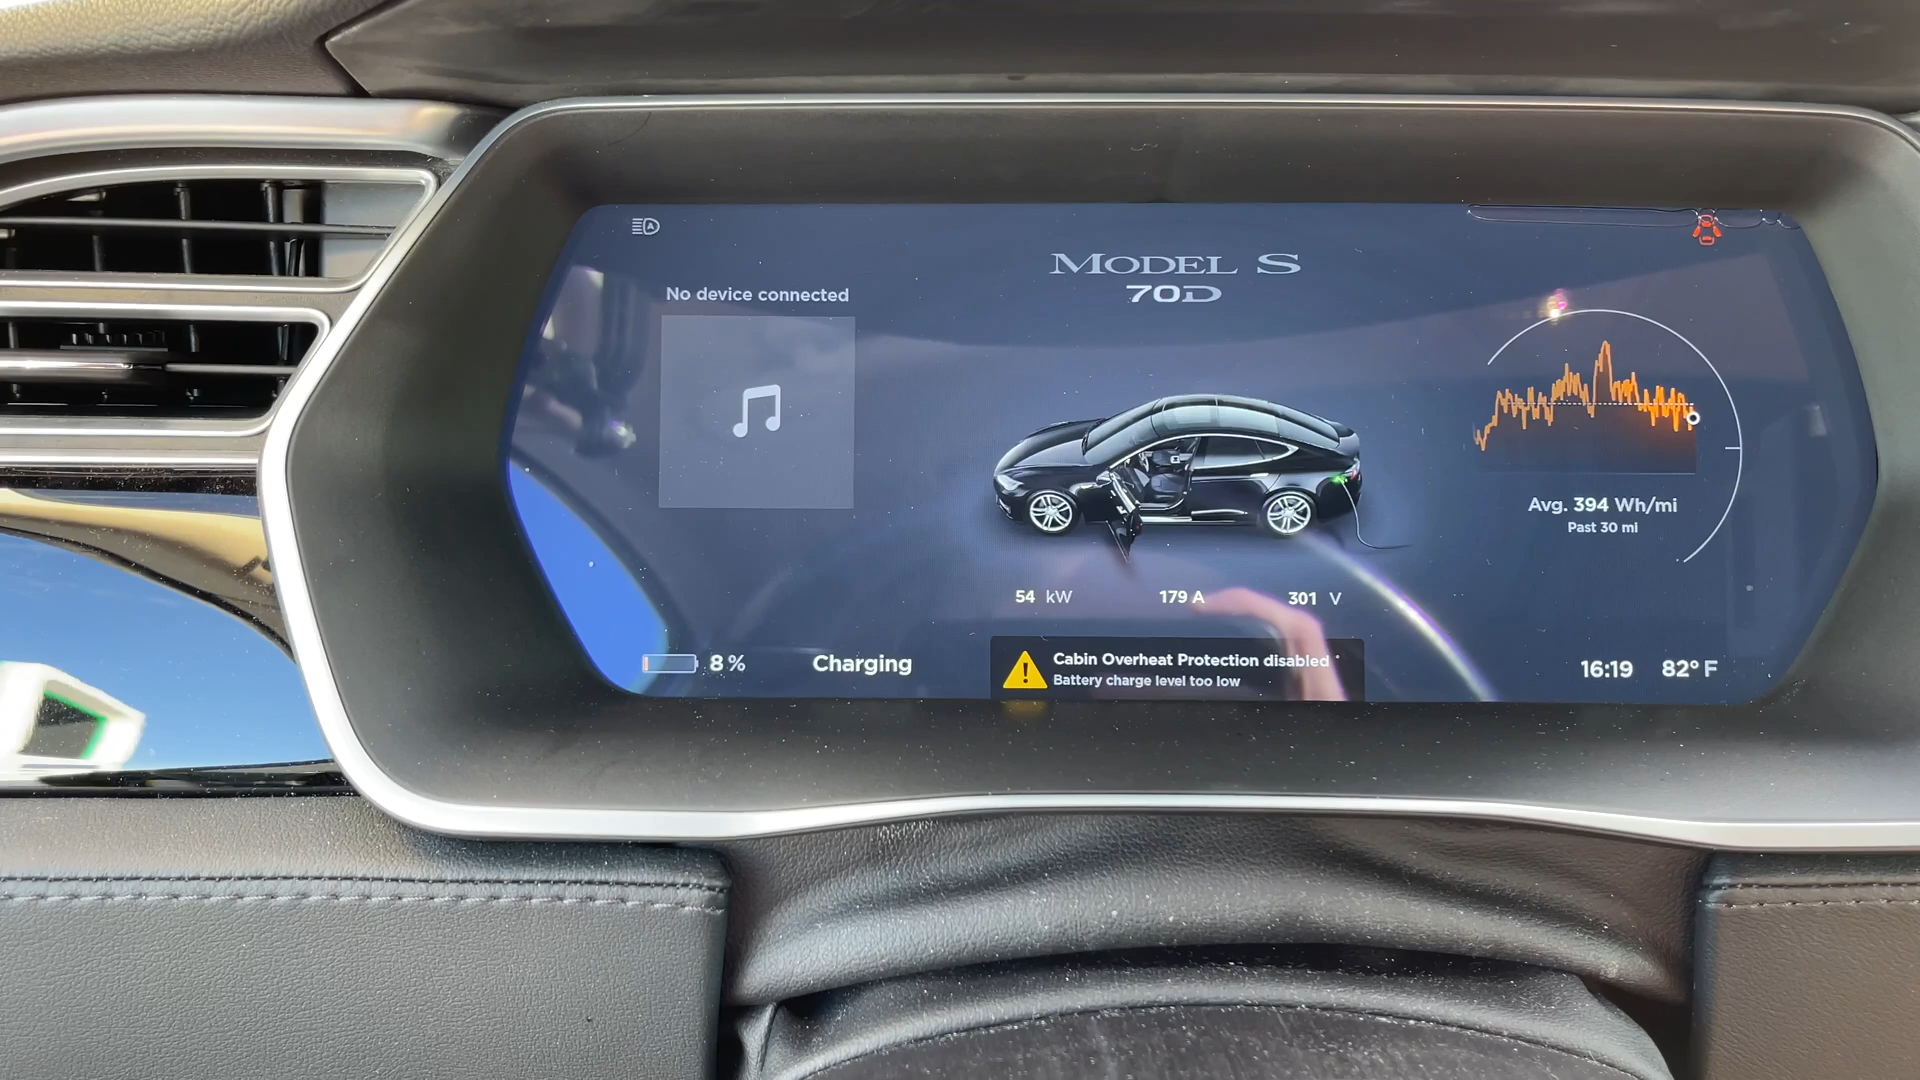 MODEL S
70D
No device connected
Avg. 394 Wh/mi
Past 30 mi
54 kW
179 A
301 V
8 %
Charging
Cabin Overheat Protection disabled
Battery charge level too low
16:19
82° F